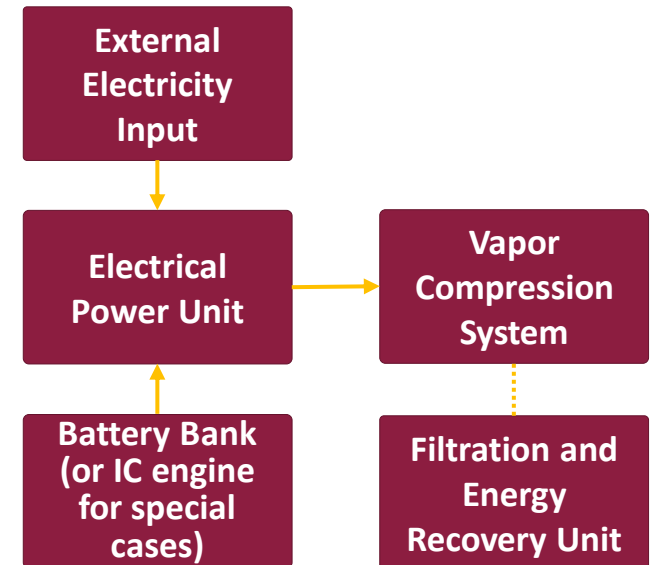 External
Electricity
Input
Electrical
Power Unit
Vapor
Compression
System
Battery Bank
(or IC engine
for special
cases)
Filtration and
Energy
Recovery Unit